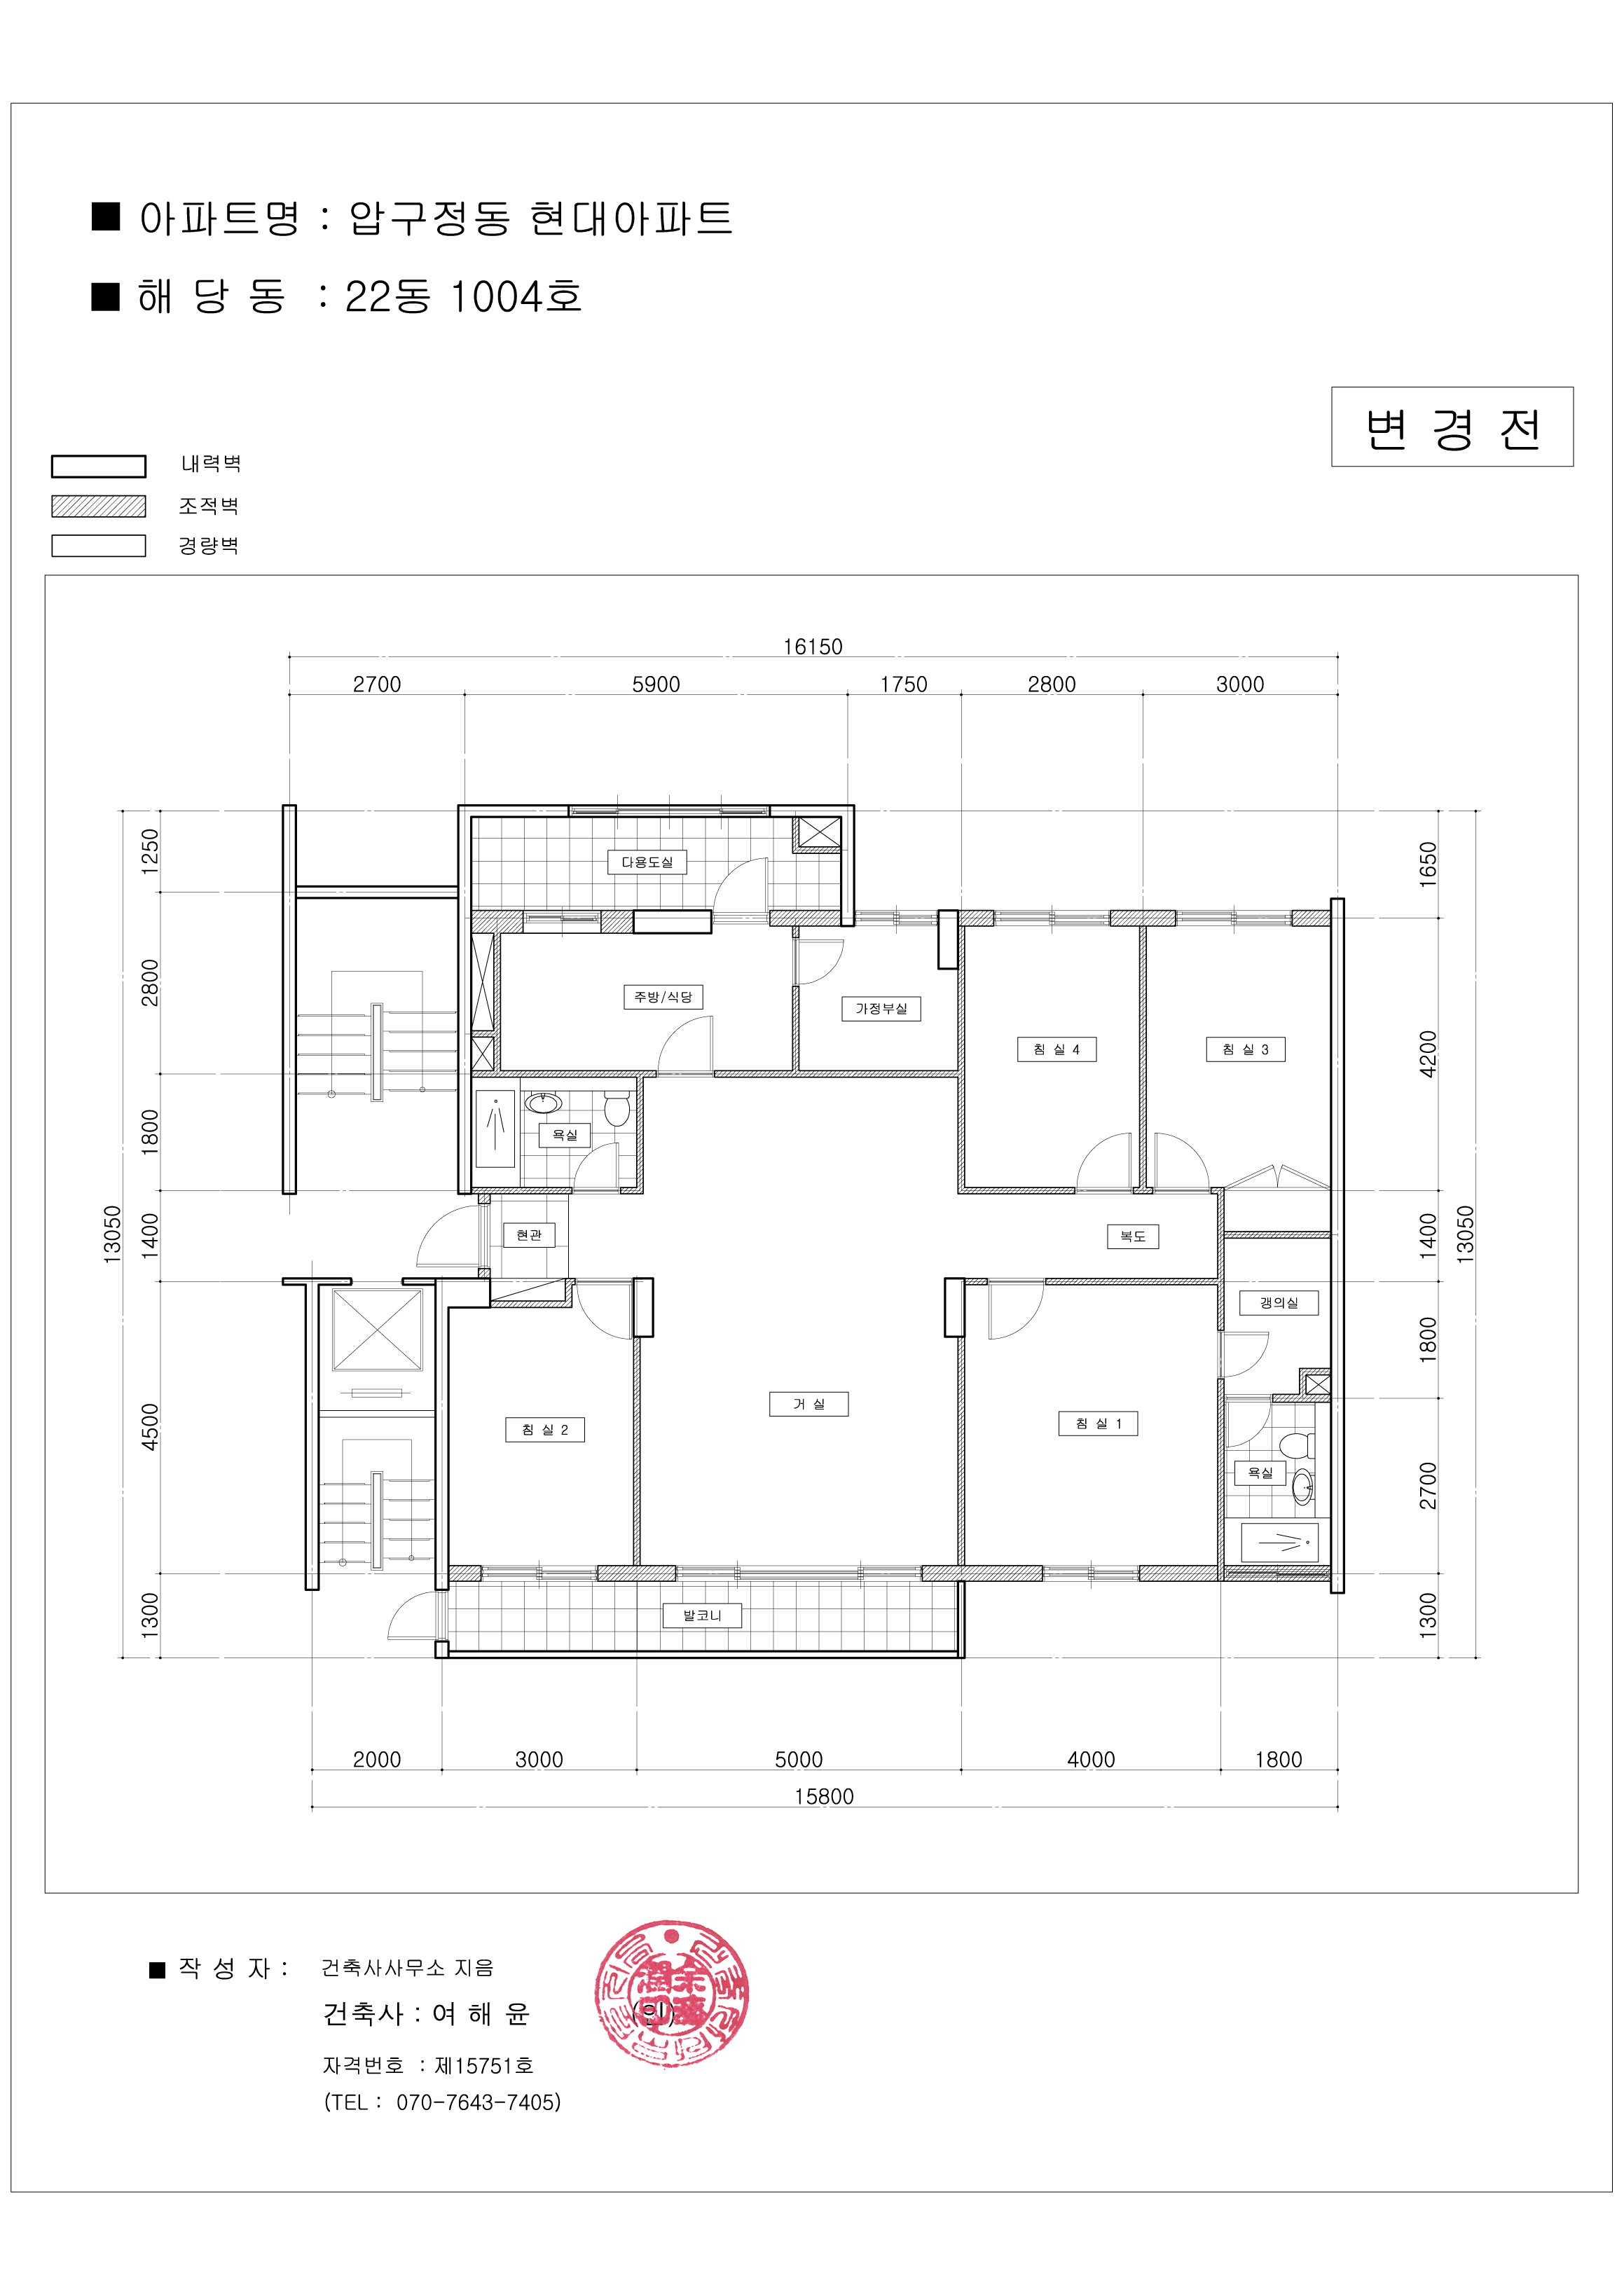 ■ 아파트명 : 압구정동 현대아파트
■ 해 당 동 : 22동 1004호
변 경 전
내력벽
조적벽
경량벽
16150
2700 5900 1750 2800 3000
1250
2800
1800
1400
4500
1300
13050
1650
4200
1400
1800
2700
1300
13050
다용도실
주방/식당
가정부실
침 실 4
침 실 3
욕실
현관
복도
갱의실
거 실
침 실 2
침 실 1
욕실
발코니
2000 3000 5000 4000 1800
15800
■ 작 성 자 : 건축사사무소 지음
건축사 : 여 해 윤 (인)
자격번호 : 제15751호
(TEL : 070-7643-7405)